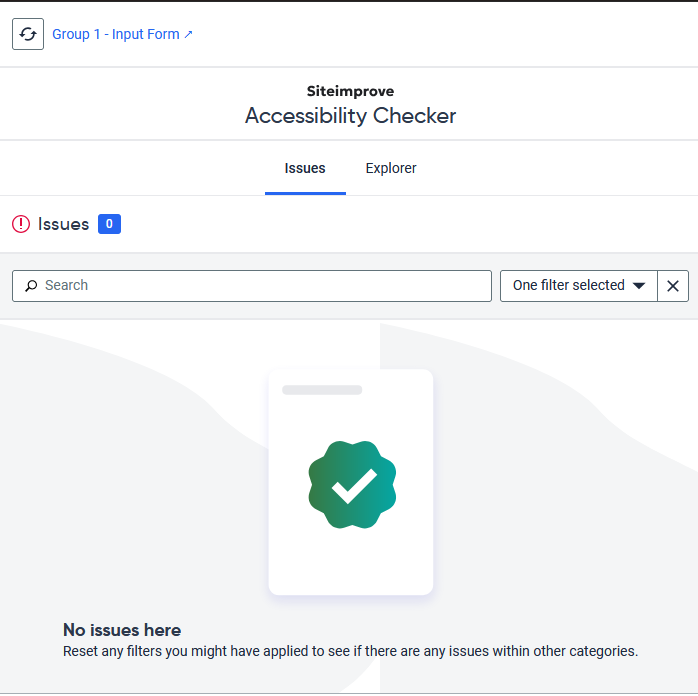 Group 1 - Input Form ↗
Siteimprove
Accessibility Checker
Issues Explorer
Issues 0
Search One filter selected
No issues here
Reset any filters you might have applied to see if there are any issues within other categories.